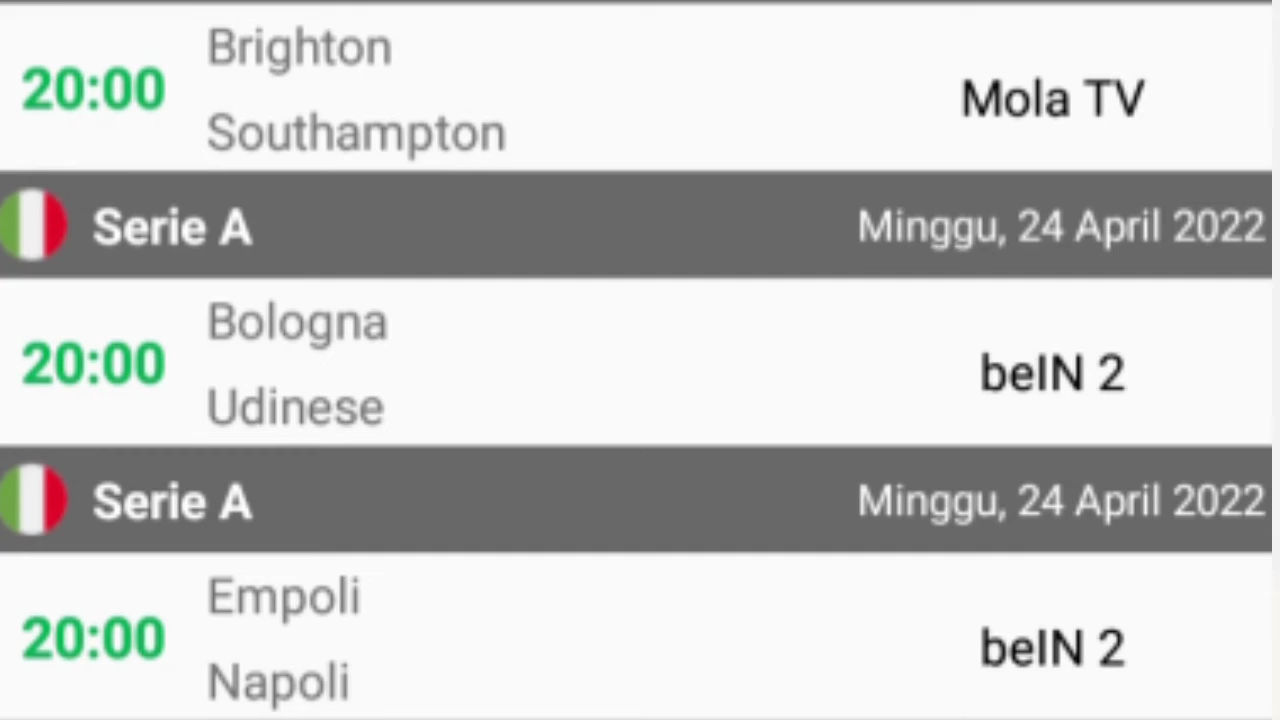 Brighton
20:00
Mola TV
Southampton
Serie A
Minggu, 24 April 2022
Bologna
20:00
beIN 2
Udinese
Serie A
Minggu, 24 April 2022
Empoli
20:00
beIN 2
Napoli